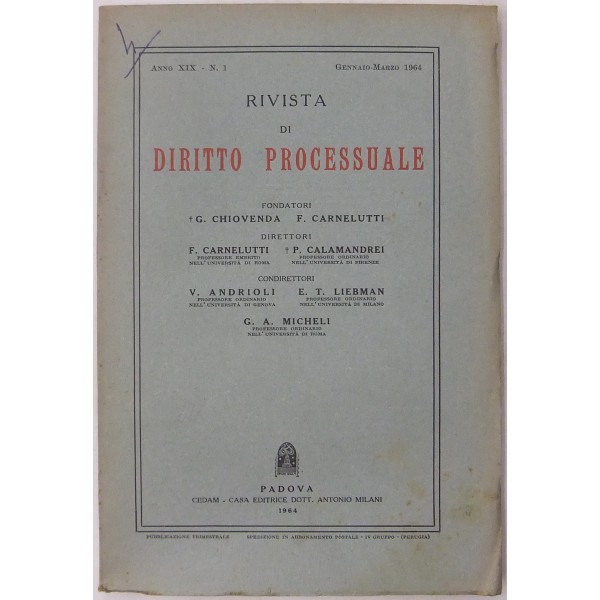 Anno XIX - N. 1 Gennaio-Marzo 1964
RIVISTA
DI
DIRITTO PROCESSUALE
FONDATORI
† G. CHIOVENDA F. CARNELUTTI
DIRETTORI
F. CARNELUTTI † P. CALAMANDREI
PROFESSORE EMERITO PROFESSORE ORDINARIO
NELL'UNIVERSITÀ DI ROMA NELL'UNIVERSITÀ DI FIRENZE
CONDIRETTORI
V. ANDRIOLI E. T. LIEBMAN
PROFESSORE ORDINARIO PROFESSORE ORDINARIO
NELL'UNIVERSITÀ DI GENOVA NELL'UNIVERSITÀ DI MILANO
G. A. MICHELI
PROFESSORE ORDINARIO
NELL'UNIVERSITÀ DI ROMA
PADOVA
CEDAM - CASA EDITRICE DOTT. ANTONIO MILANI
1964
PUBBLICAZIONE TRIMESTRALE SPEDIZIONE IN ABBONAMENTO POSTALE - IV GRUPPO - (PERUGIA)